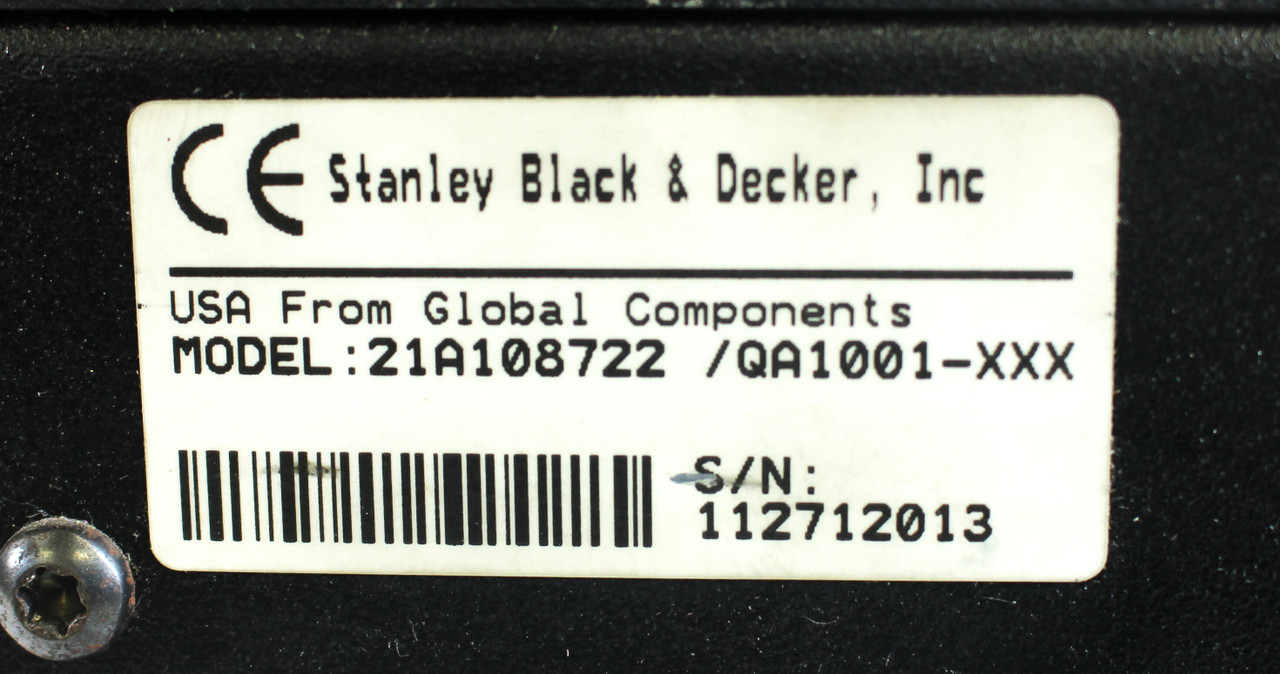 CE Stanley Black & Decker, Inc
USA From Global Components
MODEL:21A108722 /QA1001-XXX
S/N:
112712013